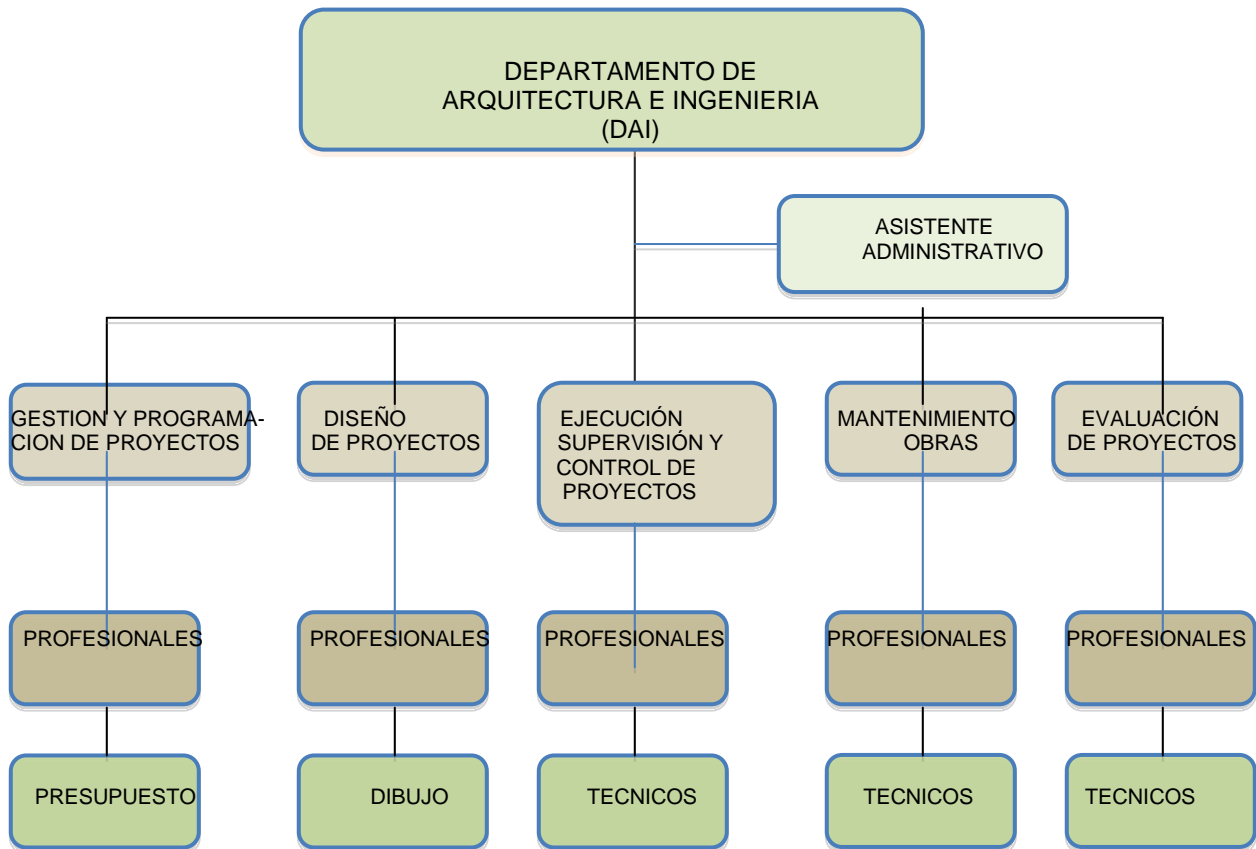 DEPARTAMENTO DE
ARQUITECTURA E INGENIERIA
(DAI)
ASISTENTE
ADMINISTRATIVO
GESTION Y PROGRAMA-
CION DE PROYECTOS
DISEÑO
DE PROYECTOS
EJECUCIÓN
SUPERVISIÓN Y
CONTROL DE
PROYECTOS
MANTENIMIENTO
OBRAS
EVALUACIÓN
DE PROYECTOS
PROFESIONALES
PROFESIONALES
PROFESIONALES
PROFESIONALES
PROFESIONALES
PRESUPUESTO
DIBUJO
TECNICOS
TECNICOS
TECNICOS